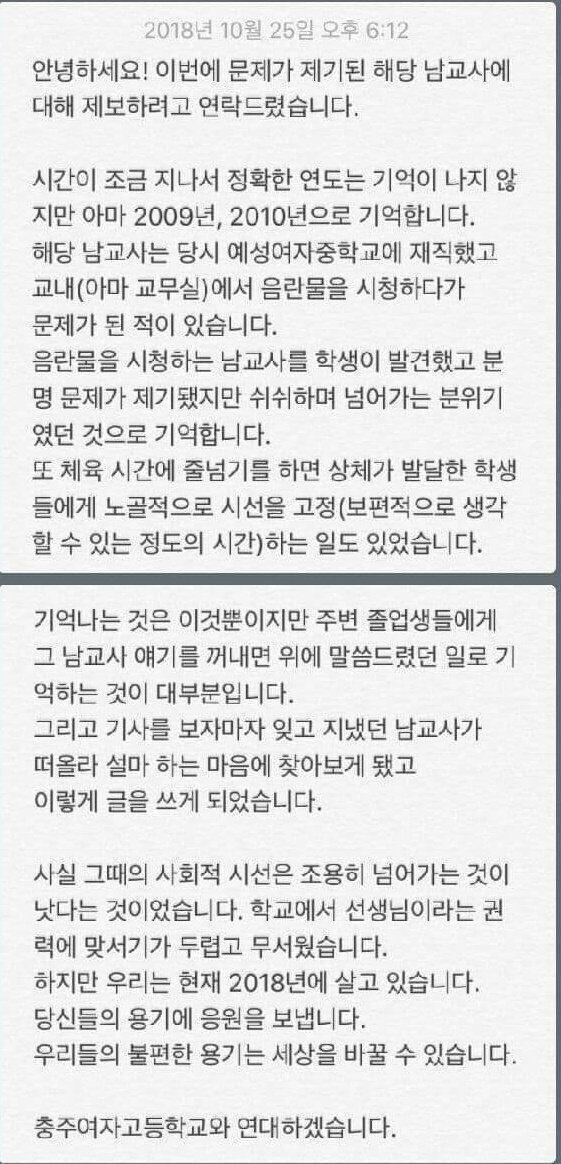 2018년 10월 25일 오후 6:12
안녕하세요! 이번에 문제가 제기된 해당 남교사에
대해 제보하려고 연락드렸습니다.
시간이 조금 지나서 정확한 연도는 기억이 나지 않
지만 아마 2009년, 2010년으로 기억합니다.
해당 남교사는 당시 예성여자중학교에 재직했고
교내(아마 교무실)에서 음란물을 시청하다가
문제가 된 적이 있습니다.
음란물을 시청하는 남교사를 학생이 발견했고 분
명 문제가 제기됐지만 쉬쉬하며 넘어가는 분위기
였던 것으로 기억합니다.
또 체육 시간에 줄넘기를 하면 상체가 발달한 학생
들에게 노골적으로 시선을 고정(보편적으로 생각
할 수 있는 정도의 시간)하는 일도 있었습니다.
기억나는 것은 이것뿐이지만 주변 졸업생들에게
그 남교사 얘기를 꺼내면 위에 말씀드렸던 일로 기
억하는 것이 대부분입니다.
그리고 기사를 보자마자 잊고 지냈던 남교사가
떠올라 설마 하는 마음에 찾아보게 됐고
이렇게 글을 쓰게 되었습니다.
사실 그때의 사회적 시선은 조용히 넘어가는 것이
낫다는 것이었습니다. 학교에서 선생님이라는 권
력에 맞서기가 두렵고 무서웠습니다.
하지만 우리는 현재 2018년에 살고 있습니다.
당신들의 용기에 응원을 보냅니다.
우리들의 불편한 용기는 세상을 바꿀 수 있습니다.
충주여자고등학교와 연대하겠습니다.